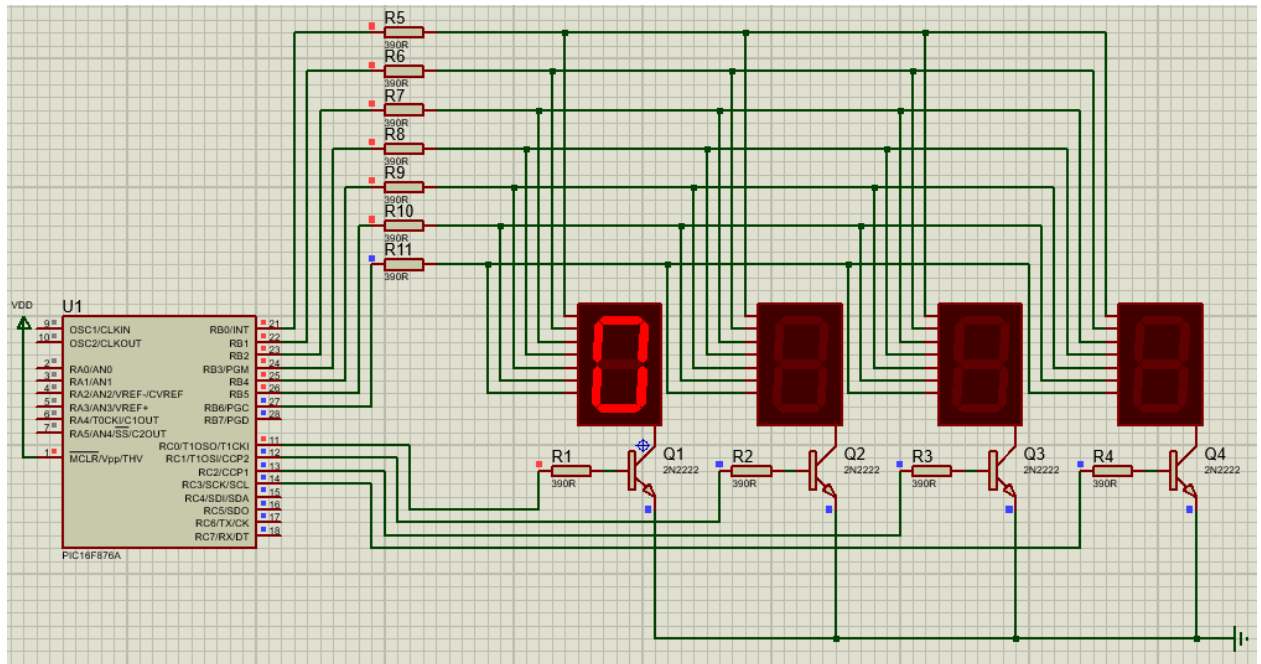 R5
390R
R6
390R
R7
390R
R8
390R
R9
390R
R10
390R
R11
390R
VDD
U1
9 OSC1/CLKIN RB0/INT 21
10 OSC2/CLKOUT RB1 22
RB2 23
2 RA0/AN0 RB3/PGM 24
3 RA1/AN1 RB4 25
4 RA2/AN2/VREF-/CVREF RB5 26
5 RA3/AN3/VREF+ RB6/PGC 27
6 RA4/T0CKI/C1OUT RB7/PGD 28
7 RA5/AN4/SS/C2OUT
RC0/T1OSO/T1CKI 11
1 MCLR/Vpp/THV RC1/T1OSI/CCP2 12
RC2/CCP1 13
RC3/SCK/SCL 14
RC4/SDI/SDA 15
RC5/SDO 16
RC6/TX/CK 17
RC7/RX/DT 18
PIC16F876A
0
R1
390R
Q1
2N2222
R2
390R
Q2
2N2222
R3
390R
Q3
2N2222
R4
390R
Q4
2N2222